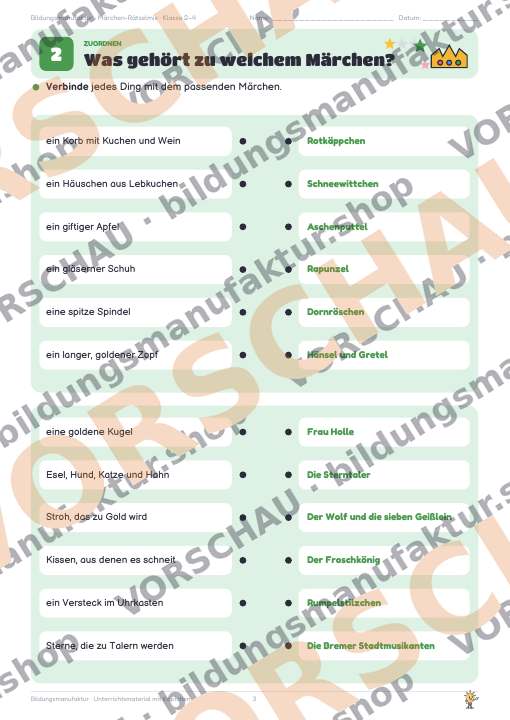 Bildungsmanufaktur · Märchen-Rätselmix · Klasse 2–4 Name: Datum:
2
ZUORDNEN
Was gehört zu welchem Märchen?
Verbinde jedes Ding mit dem passenden Märchen.
ein Korb mit Kuchen und Wein Rotkäppchen
ein Häuschen aus Lebkuchen Schneewittchen
ein giftiger Apfel Aschenputtel
ein gläserner Schuh Rapunzel
eine spitze Spindel Dornröschen
ein langer, goldener Zopf Hänsel und Gretel
eine goldene Kugel Frau Holle
Esel, Hund, Katze und Hahn Die Sterntaler
Stroh, das zu Gold wird Der Wolf und die sieben Geißlein
Kissen, aus denen es schneit Der Froschkönig
ein Versteck im Uhrkasten Rumpelstilzchen
Sterne, die zu Talern werden Die Bremer Stadtmusikanten
Bildungsmanufaktur · Unterrichtsmaterial mit 3
VORSCHAU · bildungsmanufaktur.shop
VORSCHAU